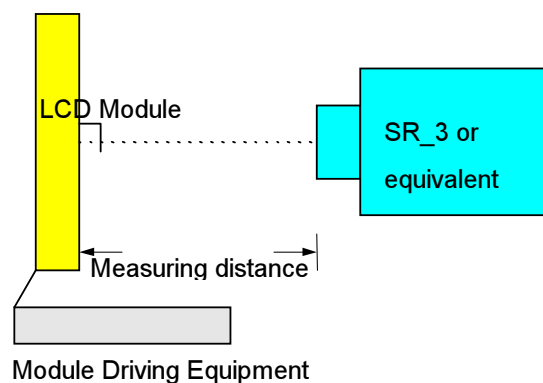 LCD Module
SR_3 or
equivalent
Measuring distance
Module Driving Equipment